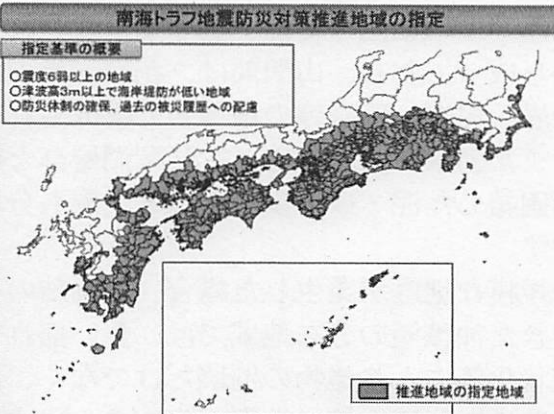 南海トラフ地震防災対策推進地域の指定
指定基準の概要
○震度6弱以上の地域
○津波高3m以上で海岸堤防が低い地域
○防災体制の確保、過去の被災履歴への配慮
推進地域の指定地域